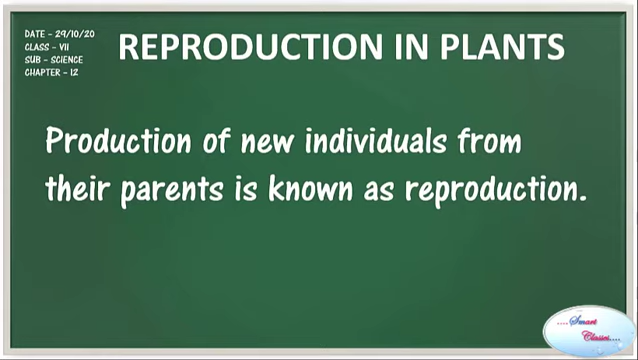 DATE - 29/10/20
CLASS - VII
SUB - SCIENCE
CHAPTER - 12
REPRODUCTION IN PLANTS
Production of new individuals from
their parents is known as reproduction.
....Smart
Classes....